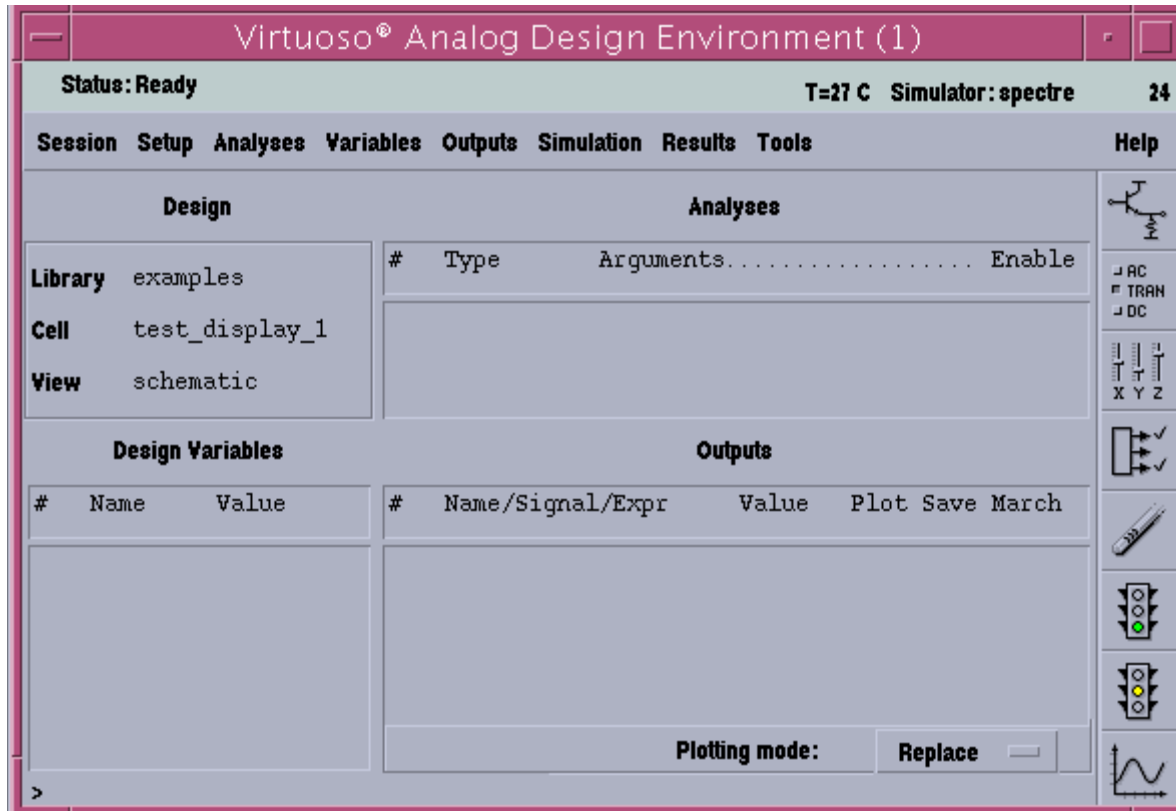 Virtuoso® Analog Design Environment (1)
Status: Ready
T=27 C Simulator: spectre 24
Session Setup Analyses Variables Outputs Simulation Results Tools Help
Design
Library examples
Cell test_display_1
View schematic
Analyses
# Type Arguments.................. Enable
Design Variables
# Name Value
Outputs
# Name/Signal/Expr Value Plot Save March
Plotting mode: Replace
AC
TRAN
DC
X Y Z
>